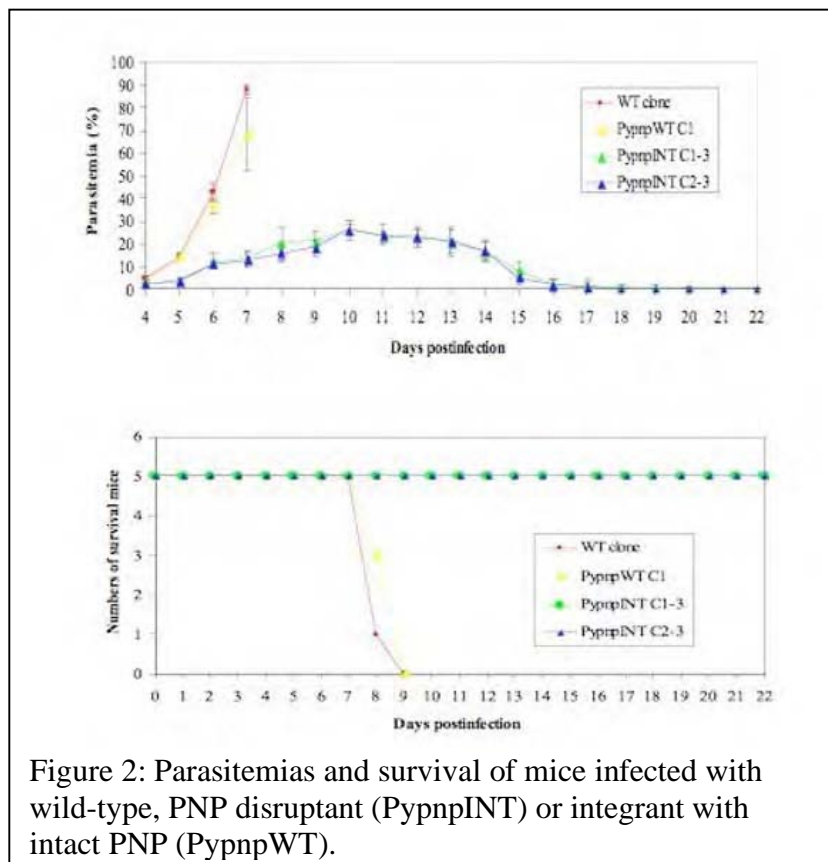 100
90
80
70
60
50
40
30
20
10
0
Parasitemia (%)
WT clone
PypnpWT C1
PypnpINT C1-3
PypnpINT C2-3
4 5 6 7 8 9 10 11 12 13 14 15 16 17 18 19 20 21 22
Days postinfection
6
5
4
3
2
1
0
Numbers of survival mice
WT clone
PypnpWT C1
PypnpINT C1-3
PypnpINT C2-3
0 1 2 3 4 5 6 7 8 9 10 11 12 13 14 15 16 17 18 19 20 21 22
Days postinfection
Figure 2: Parasitemias and survival of mice infected with
wild-type, PNP disruptant (PypnpINT) or integrant with
intact PNP (PypnpWT).